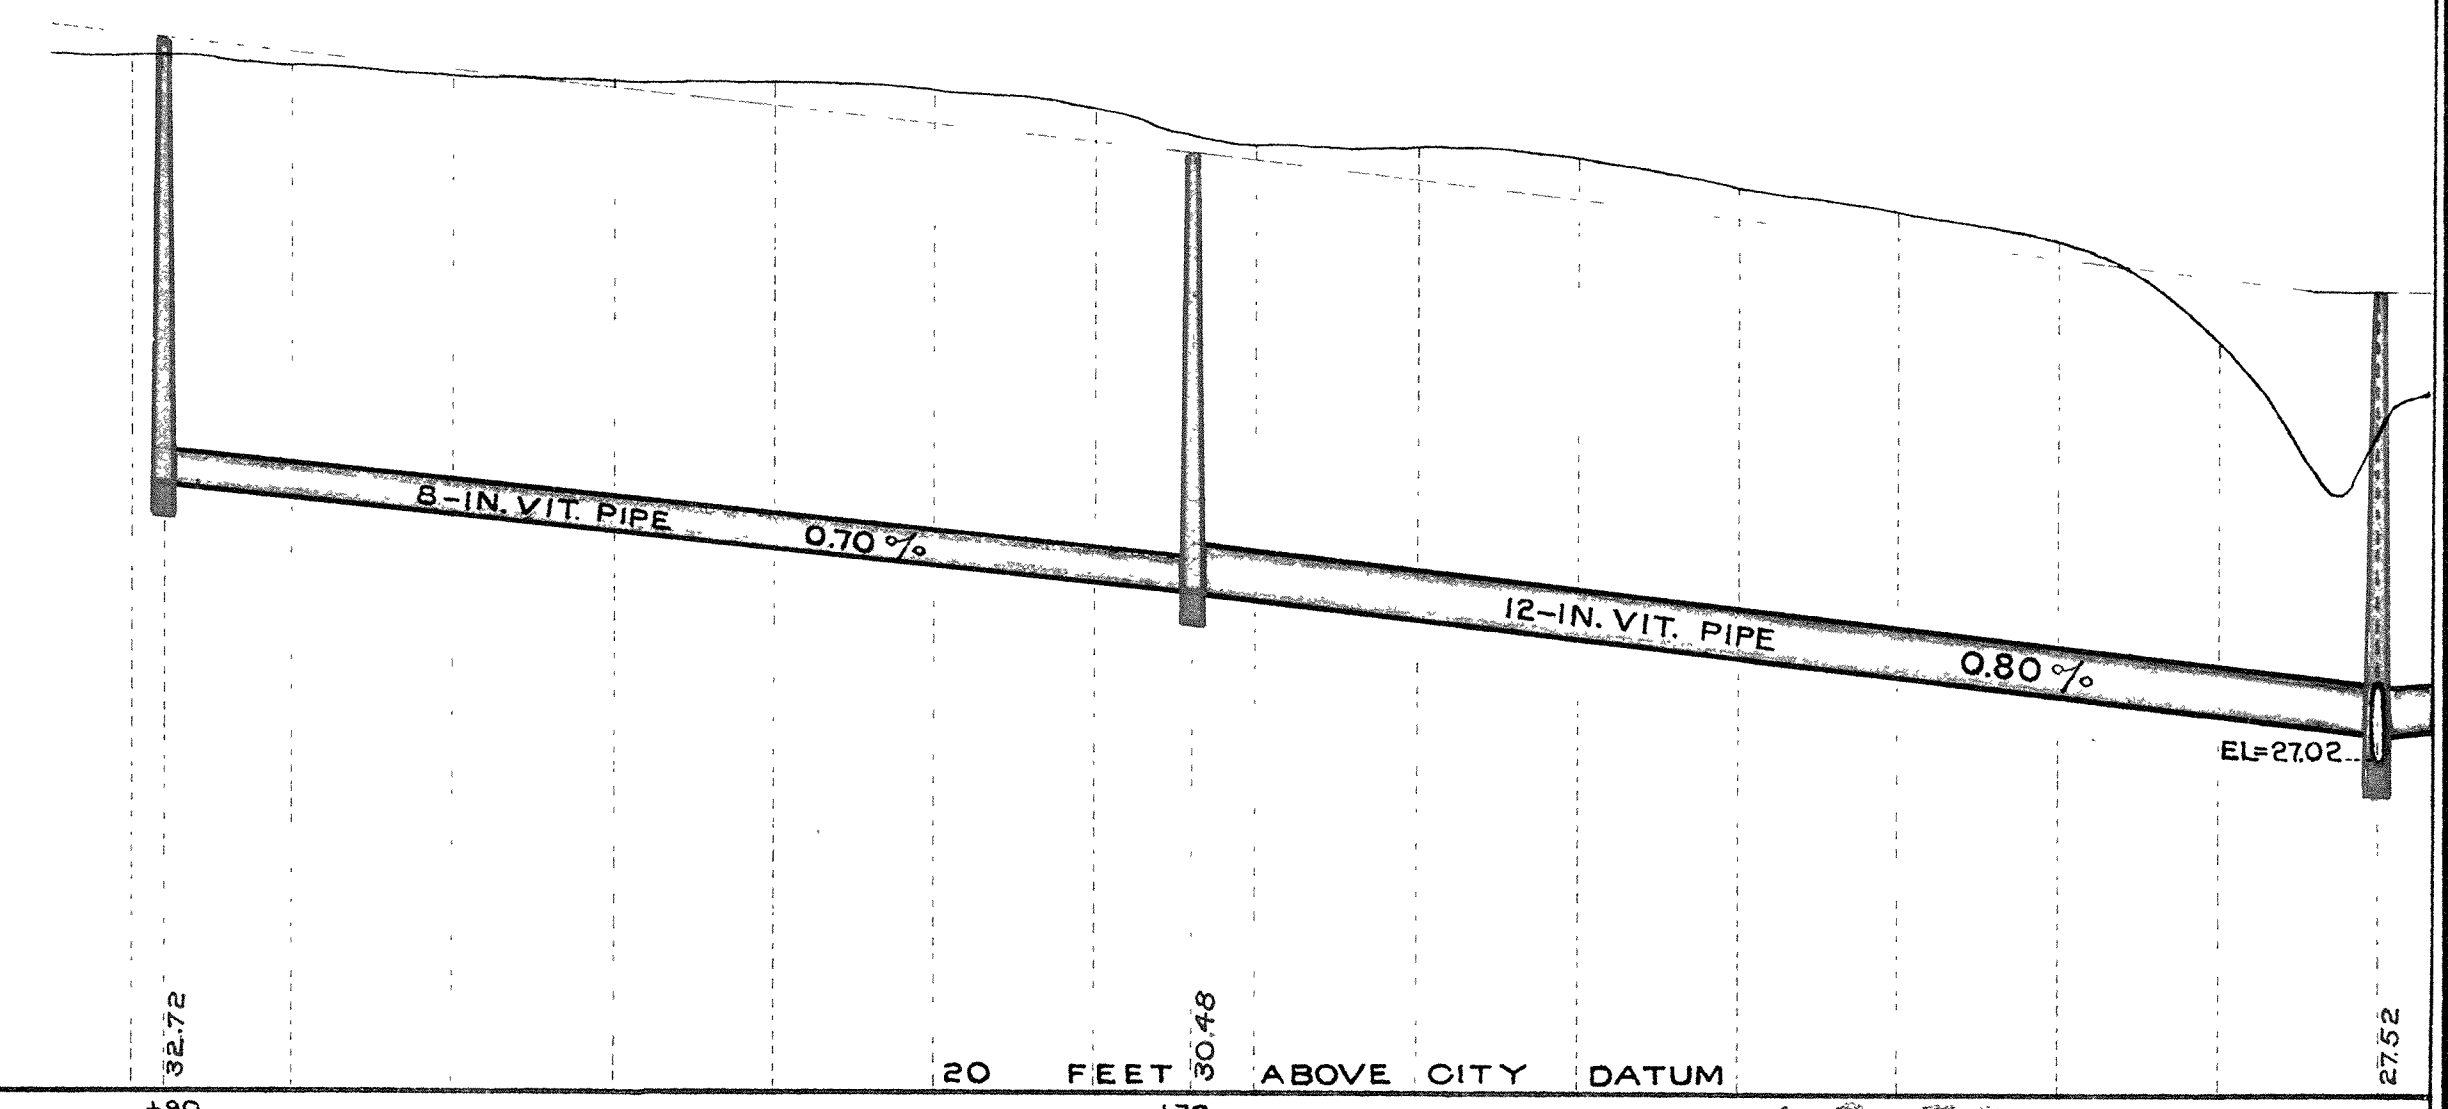 8-IN. VIT. PIPE 0.70 %
12-IN. VIT. PIPE 0.80 %
EL=27.02
32.72
30.48
27.52
20 FEET ABOVE CITY DATUM